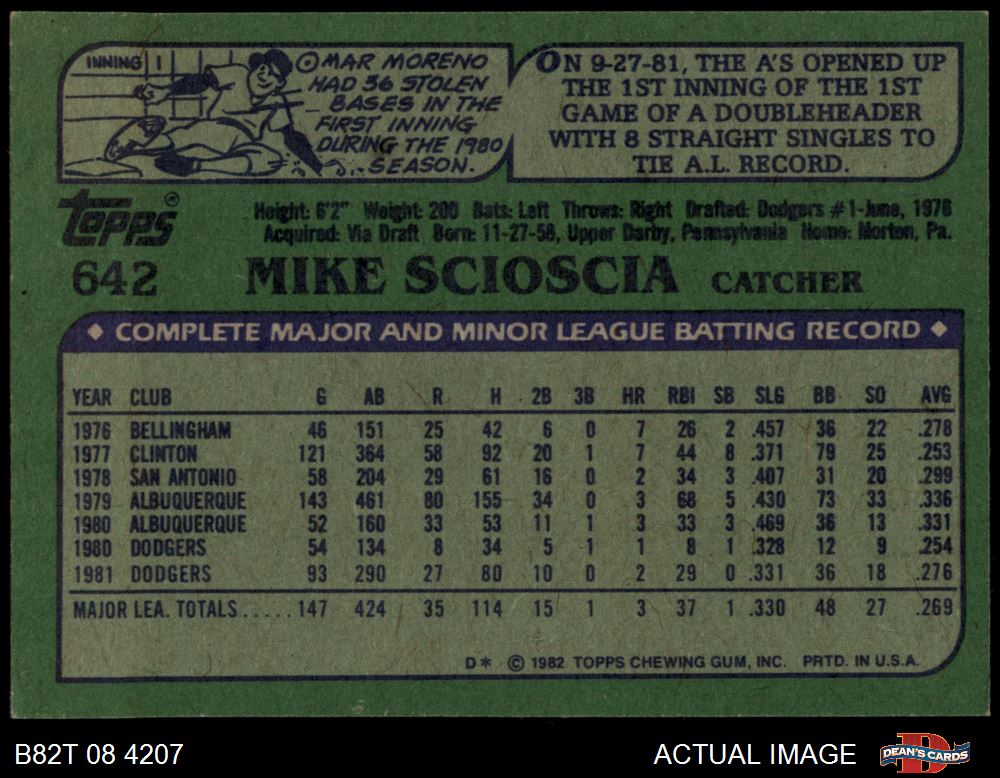 INNING 1
OMAR MORENO
HAD 36 STOLEN
BASES IN THE
FIRST INNING
DURING THE 1980
SEASON.
ON 9-27-81, THE A'S OPENED UP
THE 1ST INNING OF THE 1ST
GAME OF A DOUBLEHEADER
WITH 8 STRAIGHT SINGLES TO
TIE A.L. RECORD.
TOPPS®
Height: 6'2" Weight: 200 Bats: Left Throws: Right Drafted: Dodgers #1-June, 1976
Acquired: Via Draft Born: 11-27-58, Upper Darby, Pennsylvania Home: Morton, Pa.
642 MIKE SCIOSCIA CATCHER
◆ COMPLETE MAJOR AND MINOR LEAGUE BATTING RECORD ◆
YEAR CLUB G AB R H 2B 3B HR RBI SB SLG BB SO AVG
1976 BELLINGHAM 46 151 25 42 6 0 7 26 2 .457 36 22 .278
1977 CLINTON 121 364 58 92 20 1 7 44 8 .371 79 25 .253
1978 SAN ANTONIO 58 204 29 61 16 0 2 34 3 .407 31 20 .299
1979 ALBUQUERQUE 143 461 80 155 34 0 3 68 5 .430 73 33 .336
1980 ALBUQUERQUE 52 160 33 53 11 1 3 33 3 .469 36 13 .331
1980 DODGERS 54 134 8 34 5 1 1 8 1 .328 12 9 .254
1981 DODGERS 93 290 27 80 10 0 2 29 0 .331 36 18 .276
MAJOR LEA. TOTALS.....147 424 35 114 15 1 3 37 1 .330 48 27 .269
D* © 1982 TOPPS CHEWING GUM, INC. PRTD. IN U.S.A.
B82T 08 4207 ACTUAL IMAGE
D
DEAN'S CARDS